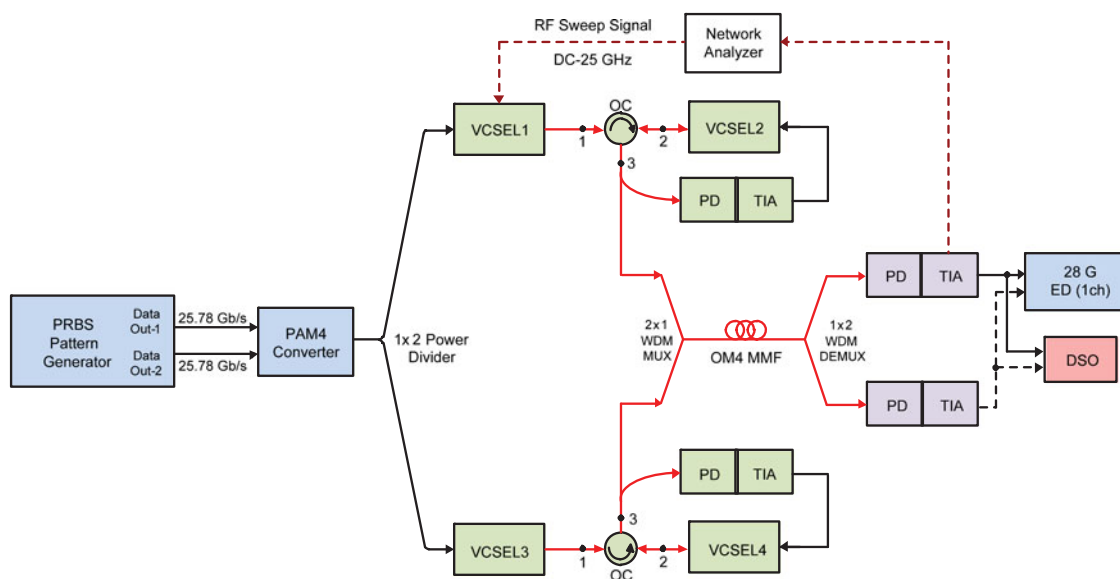 RF Sweep Signal
DC-25 GHz
Network
Analyzer
VCSEL1
1
OC
2
VCSEL2
3
PD
TIA
PRBS
Pattern
Generator
Data
Out-1
Data
Out-2
25.78 Gb/s
25.78 Gb/s
PAM4
Converter
1x2 Power
Divider
2x1
WDM
MUX
OM4 MMF
1x2
WDM
DEMUX
PD
TIA
28 G
ED (1ch)
DSO
PD
TIA
PD
TIA
3
VCSEL3
1
OC
2
VCSEL4